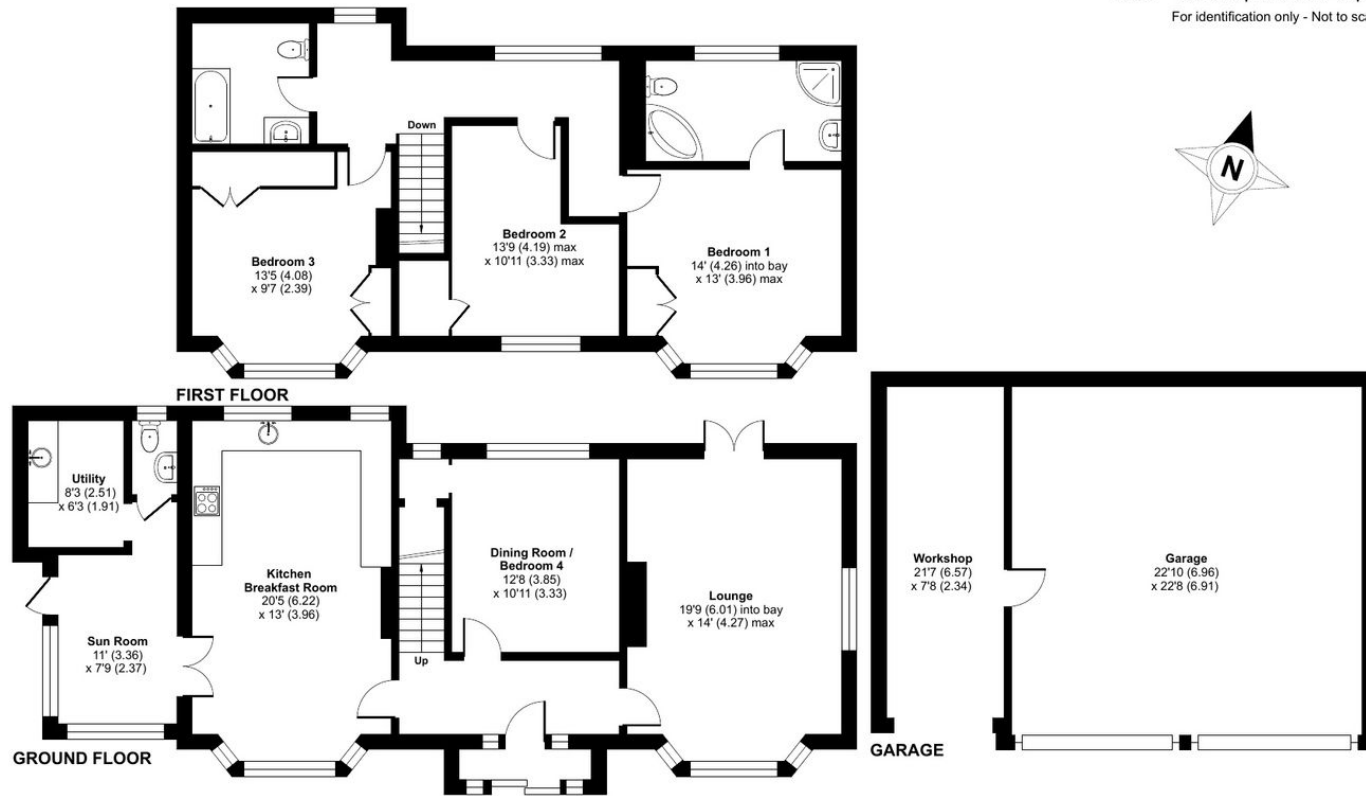 For identification only - Not to
Down
Bedroom 2
13'9 (4.19) max
x 10'11 (3.33) max
Bedroom 1
14' (4.26) into bay
x 13' (3.96) max
Bedroom 3
13'5 (4.08)
x 9'7 (2.39)
N
FIRST FLOOR
Utility
8'3 (2.51)
x 6'3 (1.91)
Kitchen
Breakfast Room
20'5 (6.22)
x 13' (3.96)
Dining Room /
Bedroom 4
12'8 (3.85)
x 10'11 (3.33)
Lounge
19'9 (6.01) into bay
x 14' (4.27) max
Sun Room
11' (3.36)
x 7'9 (2.37)
Up
GROUND FLOOR
Workshop
21'7 (6.57)
x 7'8 (2.34)
Garage
22'10 (6.96)
x 22'8 (6.91)
GARAGE